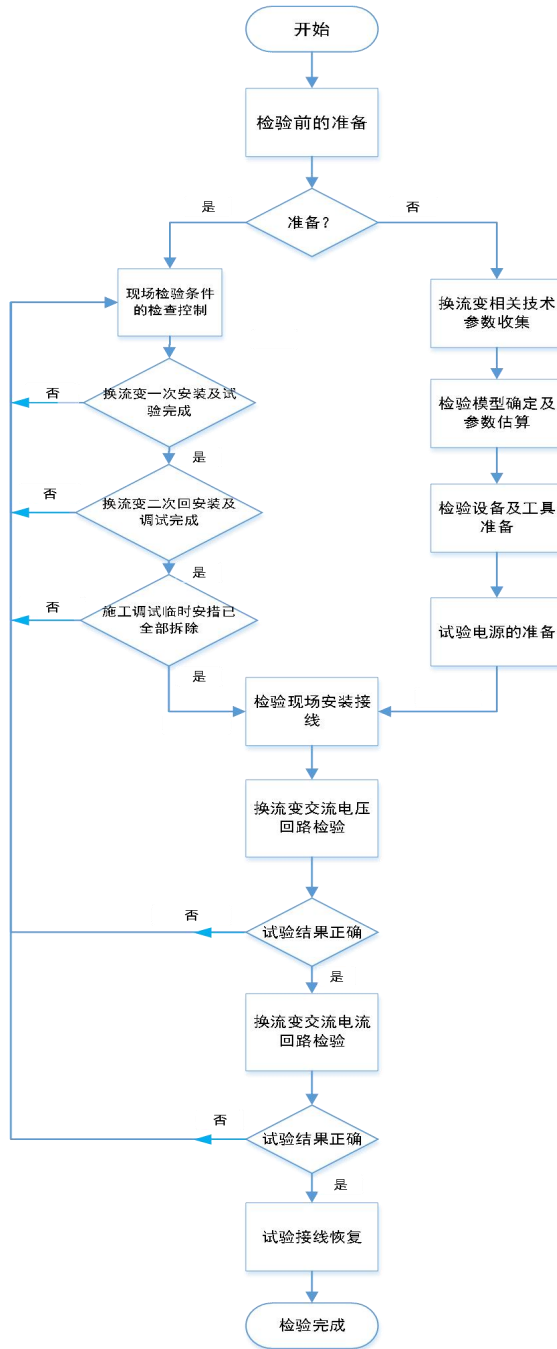 开始
检验前的准备
准备？
是
否
现场检验条件
的检查控制
换流变相关技术
参数收集
换流变一次安装及试
验完成
否
是
检验模型确定及
参数估算
换流变二次回安装及
调试完成
否
是
检验设备及工具
准备
施工调试临时安措已
全部拆除
否
是
试验电源的准备
检验现场安装接
线
换流变交流电压
回路检验
试验结果正确
否
是
换流变交流电流
回路检验
试验结果正确
否
是
试验接线恢复
检验完成